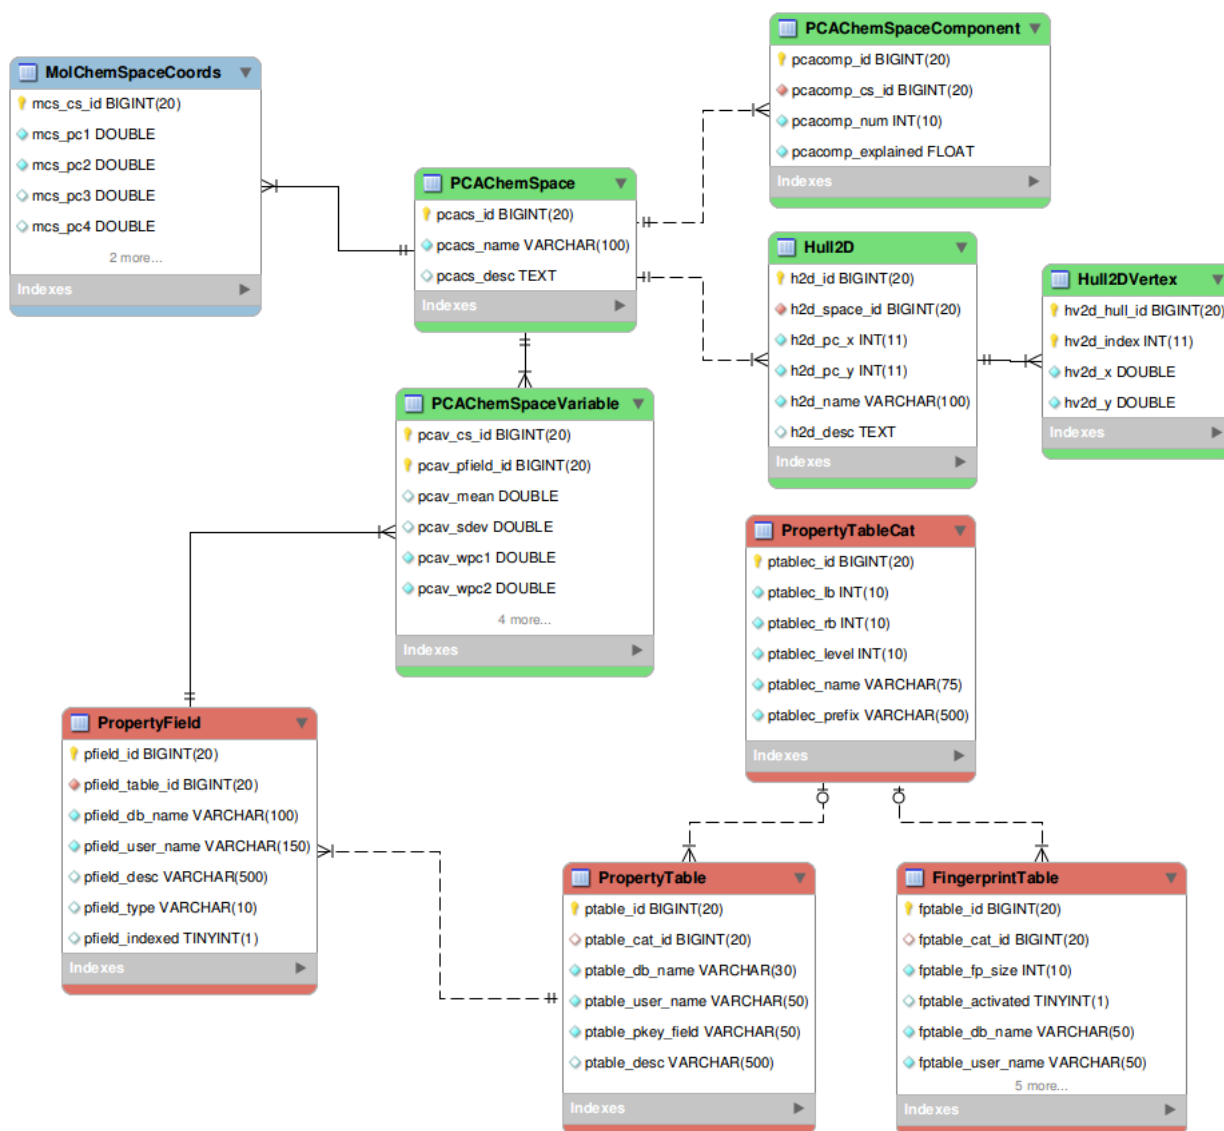 MolChemSpaceCoords
mcs_cs_id BIGINT(20)
mcs_pc1 DOUBLE
mcs_pc2 DOUBLE
mcs_pc3 DOUBLE
mcs_pc4 DOUBLE
2 more...
Indexes
PCAChemSpaceComponent
pcacomp_id BIGINT(20)
pcacomp_cs_id BIGINT(20)
pcacomp_num INT(10)
pcacomp_explained FLOAT
Indexes
PCAChemSpace
pcacs_id BIGINT(20)
pcacs_name VARCHAR(100)
pcacs_desc TEXT
Indexes
Hull2D
h2d_id BIGINT(20)
h2d_space_id BIGINT(20)
h2d_pc_x INT(11)
h2d_pc_y INT(11)
h2d_name VARCHAR(100)
h2d_desc TEXT
Indexes
Hull2DVertex
hv2d_hull_id BIGINT(20)
hv2d_index INT(11)
hv2d_x DOUBLE
hv2d_y DOUBLE
Indexes
PCAChemSpaceVariable
pcav_cs_id BIGINT(20)
pcav_pfield_id BIGINT(20)
pcav_mean DOUBLE
pcav_sdev DOUBLE
pcav_wpc1 DOUBLE
pcav_wpc2 DOUBLE
4 more...
Indexes
PropertyTableCat
ptablec_id BIGINT(20)
ptablec_lb INT(10)
ptablec_rb INT(10)
ptablec_level INT(10)
ptablec_name VARCHAR(75)
ptablec_prefix VARCHAR(500)
Indexes
PropertyField
pfield_id BIGINT(20)
pfield_table_id BIGINT(20)
pfield_db_name VARCHAR(100)
pfield_user_name VARCHAR(150)
pfield_desc VARCHAR(500)
pfield_type VARCHAR(10)
pfield_indexed TINYINT(1)
Indexes
PropertyTable
ptable_id BIGINT(20)
ptable_cat_id BIGINT(20)
ptable_db_name VARCHAR(30)
ptable_user_name VARCHAR(50)
ptable_pkey_field VARCHAR(50)
ptable_desc VARCHAR(500)
Indexes
FingerprintTable
fptable_id BIGINT(20)
fptable_cat_id BIGINT(20)
fptable_fp_size INT(10)
fptable_activated TINYINT(1)
fptable_db_name VARCHAR(50)
fptable_user_name VARCHAR(50)
5 more...
Indexes